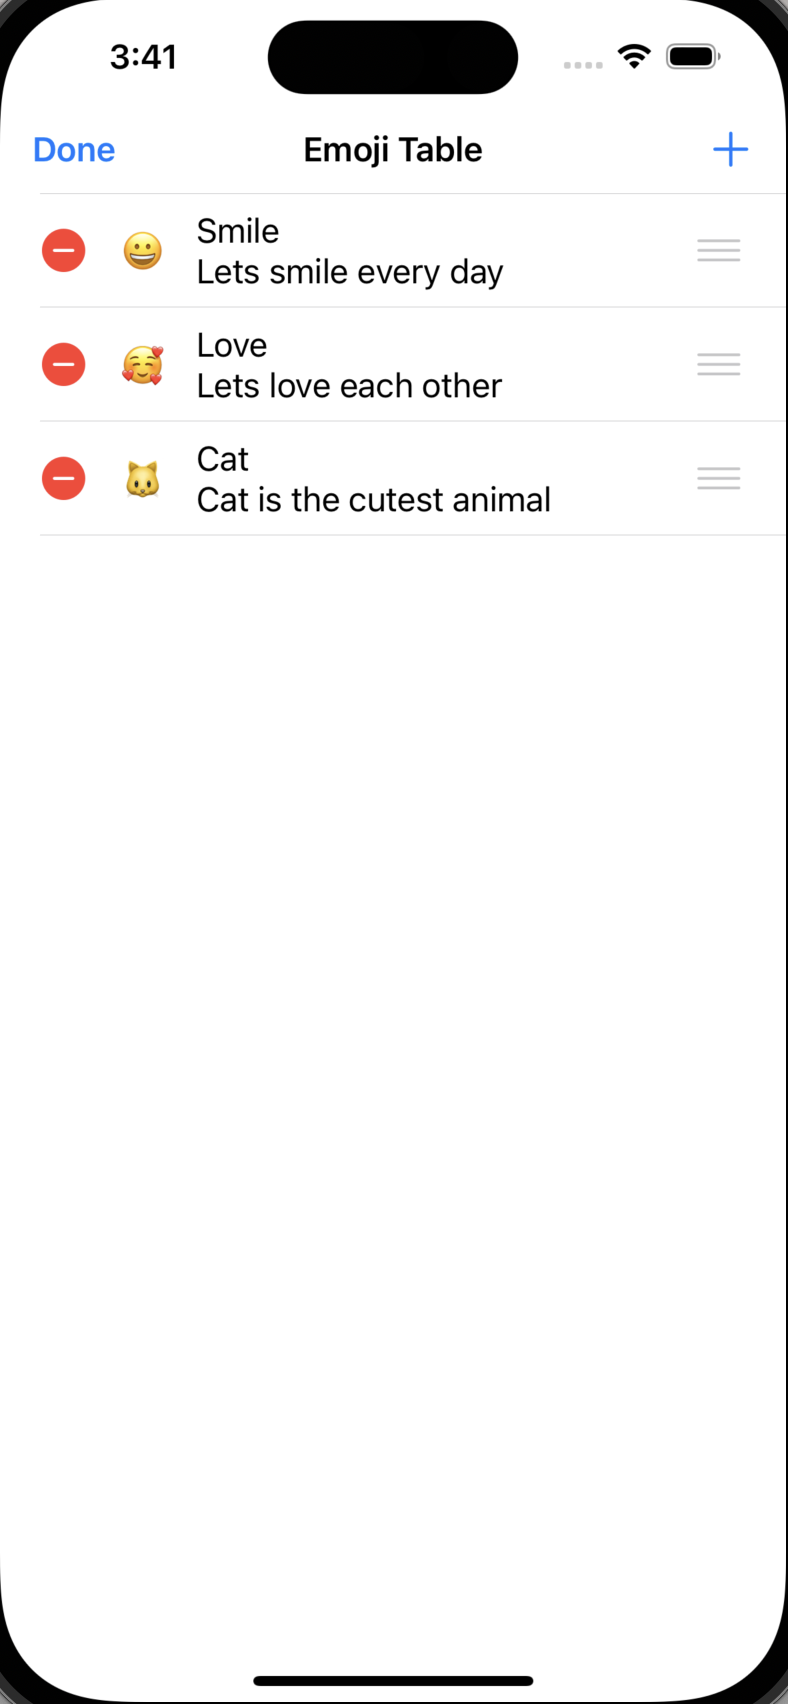 3:41
Done Emoji Table +
😀 Smile
Lets smile every day
🥰 Love
Lets love each other
🐱 Cat
Cat is the cutest animal